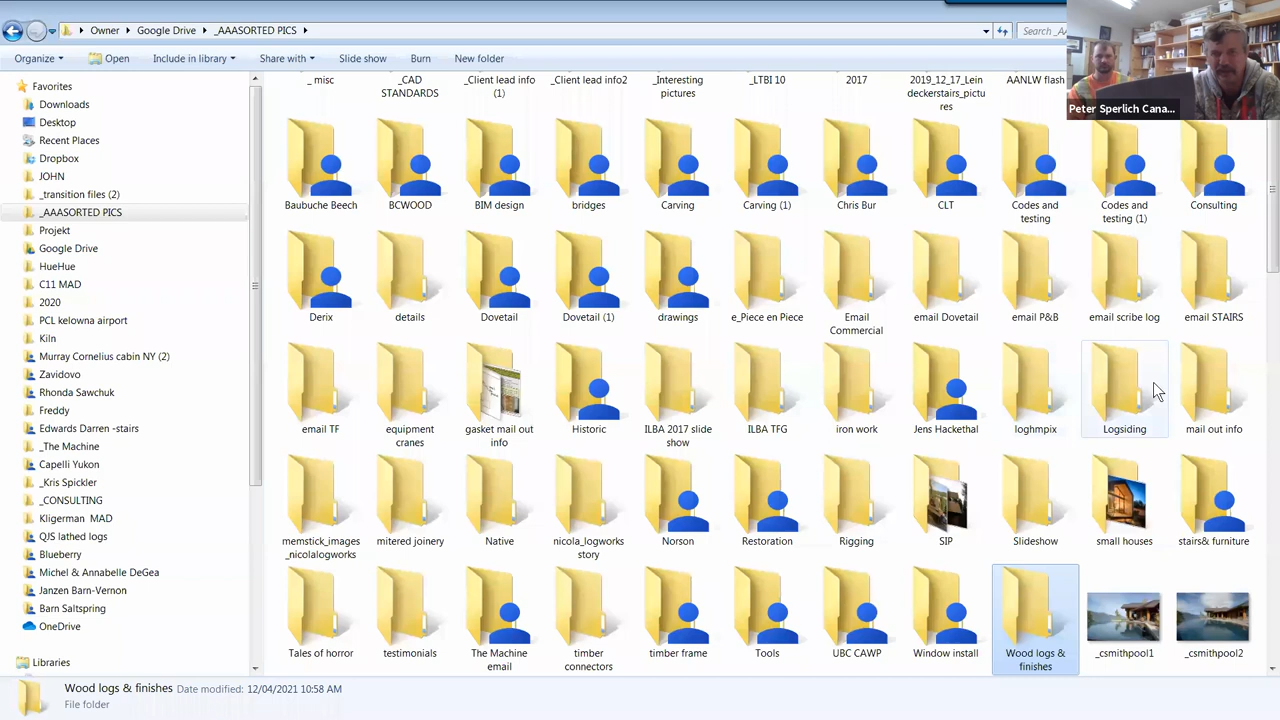 Owner ▸ Google Drive ▸ _AAASORTED PICS ▸
Search _A
Organize Open Include in library Share with Slide show Burn New folder
Peter Sperlich Cana...
Favorites
Downloads
Desktop
Recent Places
Dropbox
JOHN
_transition files (2)
_AAASORTED PICS
Projekt
Google Drive
HueHue
C11 MAD
2020
PCL kelowna airport
Kiln
Murray Cornelius cabin NY (2)
Zavidovo
Rhonda Sawchuk
Freddy
Edwards Darren -stairs
_The Machine
Capelli Yukon
_Kris Spickler
_CONSULTING
Kligerman MAD
QJS lathed logs
Blueberry
Michel & Annabelle DeGea
Janzen Barn-Vernon
Barn Saltspring
OneDrive
Libraries
_ misc
_CAD
STANDARDS
_Client lead info
(1)
_Client lead info2
_Interesting
pictures
_LTBI 10
2017
2019_12_17_Lein
deckerstairs_pictu
res
AANLW flash
Baubuche Beech
BCWOOD
BIM design
bridges
Carving
Carving (1)
Chris Bur
CLT
Codes and
testing
Codes and
testing (1)
Consulting
Derix
details
Dovetail
Dovetail (1)
drawings
e_Piece en Piece
Email
Commercial
email Dovetail
email P&B
email scribe log
email STAIRS
email TF
equipment
cranes
gasket mail out
info
Historic
ILBA 2017 slide
show
ILBA TFG
iron work
Jens Hackethal
loghmpix
Logsiding
mail out info
memstick_images
_nicolalogworks
mitered joinery
Native
nicola_logworks
story
Norson
Restoration
Rigging
SIP
Slideshow
small houses
stairs& furniture
Tales of horror
testimonials
The Machine
email
timber
connectors
timber frame
Tools
UBC CAWP
Window install
Wood logs &
finishes
_csmithpool1
_csmithpool2
Wood logs & finishes Date modified: 12/04/2021 10:58 AM
File folder